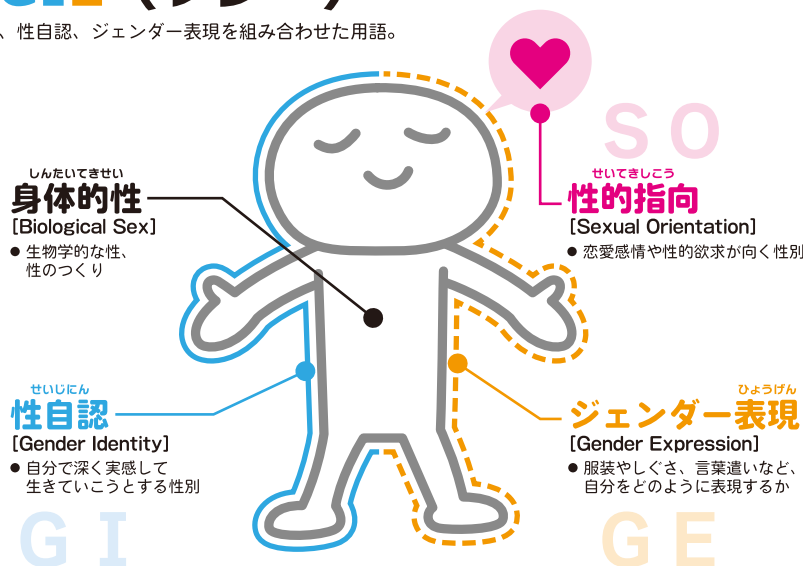 、性自認、ジェンダー表現を組み合わせた用語。
SO
しんたいてきせい
身体的性
[Biological Sex]
● 生物学的な性、
性のつくり
せいてきしこう
性的指向
[Sexual Orientation]
● 恋愛感情や性的欲求が向く性別
せいじにん
性自認
[Gender Identity]
● 自分で深く実感して
生きていこうとする性別
GI
ひょうげん
ジェンダー表現
[Gender Expression]
● 服装やしぐさ、言葉遣いなど、
自分をどのように表現するか
GE